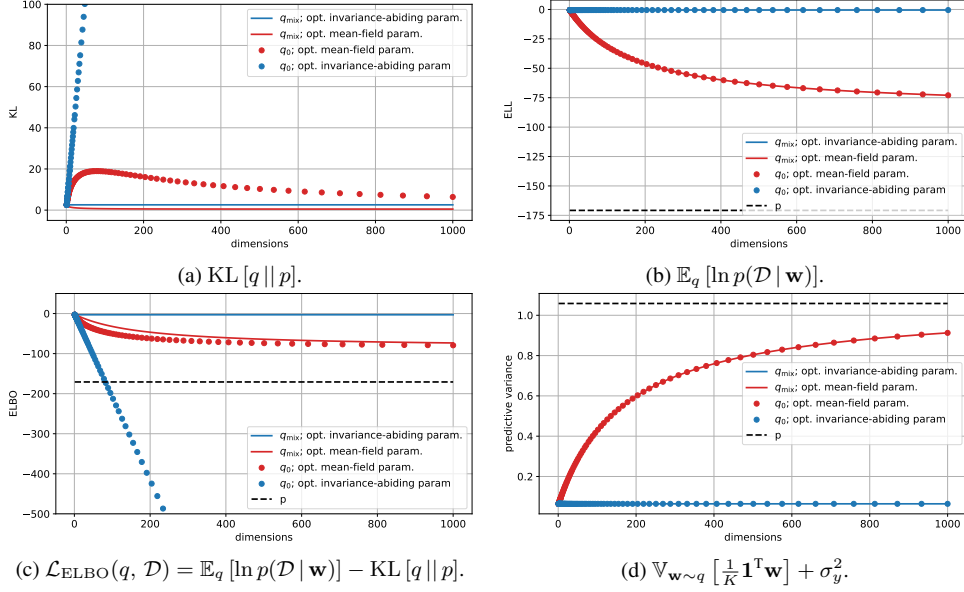 100
80
60
40
20
0
KL
q_mix; opt. invariance-abiding param.
q_mix; opt. mean-field param.
q_0; opt. mean-field param.
q_0; opt. invariance-abiding param
0 200 400 600 800 1000
dimensions
(a) KL [q || p].
0
−25
−50
−75
−100
−125
−150
−175
ELL
q_mix; opt. invariance-abiding param.
q_mix; opt. mean-field param.
q_0; opt. mean-field param.
q_0; opt. invariance-abiding param
p
0 200 400 600 800 1000
dimensions
(b) 𝔼_q [ln p(𝒟 | **w**)].
0
−100
−200
−300
−400
−500
ELBO
q_mix; opt. invariance-abiding param.
q_mix; opt. mean-field param.
q_0; opt. mean-field param.
q_0; opt. invariance-abiding param
p
0 200 400 600 800 1000
dimensions
(c) ℒ_ELBO(q, 𝒟) = 𝔼_q [ln p(𝒟 | **w**)] − KL [q || p].
1.0
0.8
0.6
0.4
0.2
predictive variance
q_mix; opt. invariance-abiding param.
q_mix; opt. mean-field param.
q_0; opt. mean-field param.
q_0; opt. invariance-abiding param
p
0 200 400 600 800 1000
dimensions
(d) 𝕍_{**w**∼q} [1/K **1**^T **w**] + σ_y^2.